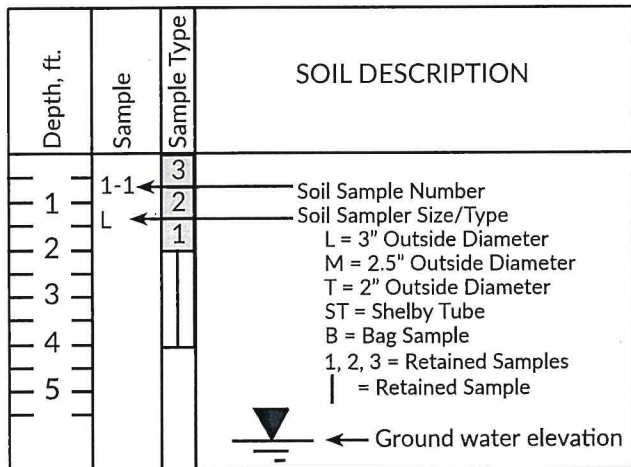 Depth, ft.
Sample
Sample Type
SOIL DESCRIPTION
3
1-1
Soil Sample Number
1
2
L
Soil Sampler Size/Type
1
L = 3" Outside Diameter
2
M = 2.5" Outside Diameter
T = 2" Outside Diameter
3
ST = Shelby Tube
B = Bag Sample
4
1, 2, 3 = Retained Samples
| = Retained Sample
5
Ground water elevation